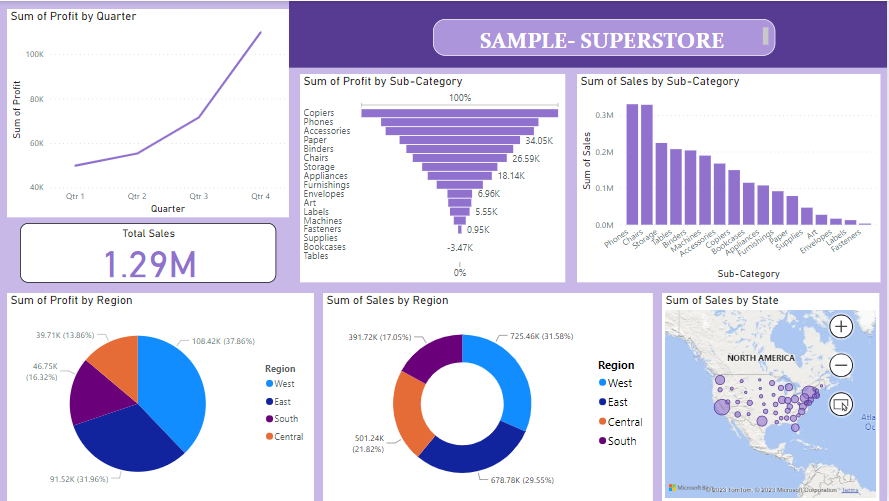 SAMPLE- SUPERSTORE
Sum of Profit by Quarter
100K
80K
60K
40K
Sum of Profit
Qtr 1
Qtr 2
Qtr 3
Qtr 4
Quarter
Total Sales
1.29M
Sum of Profit by Sub-Category
100%
Copiers
Phones
Accessories
Paper
34.05K
Binders
Chairs
26.59K
Storage
Appliances
18.14K
Furnishings
Envelopes
6.96K
Art
Labels
5.55K
Machines
Fasteners
0.95K
Supplies
Bookcases
-3.47K
Tables
0%
Sum of Sales by Sub-Category
0.3M
0.2M
0.1M
0.0M
Sum of Sales
Phones
Chairs
Storage
Tables
Binders
Machines
Accessories
Copiers
Bookcases
Appliances
Furnishings
Paper
Supplies
Art
Envelopes
Labels
Fasteners
Sub-Category
Sum of Profit by Region
39.71K (13.86%)
108.42K (37.86%)
46.75K
(16.32%)
91.52K (31.96%)
Region
West
East
South
Central
Sum of Sales by Region
391.72K (17.05%)
725.46K (31.58%)
501.24K
(21.82%)
678.78K (29.55%)
Region
West
East
Central
South
Sum of Sales by State
NORTH AMERICA
Atla
Oc
© 2023 TomTom, © 2023 Microsoft Corporation Terms